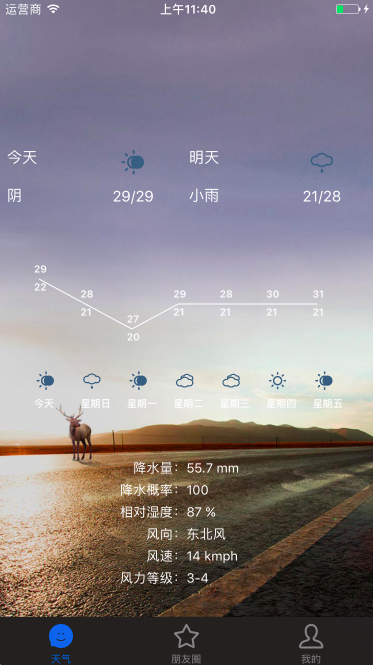 运营商 上午11:40
今天 明天
阴 29/29 小雨 21/28
29 28 27 29 28 30 31
22 21 20 21 21 21 21
今天 星期日 星期一 星期二 星期三 星期四 星期五
降水量：55.7 mm
降水概率：100
相对湿度：87 %
风向：东北风
风速：14 kmph
风力等级：3-4
天气 朋友圈 我的